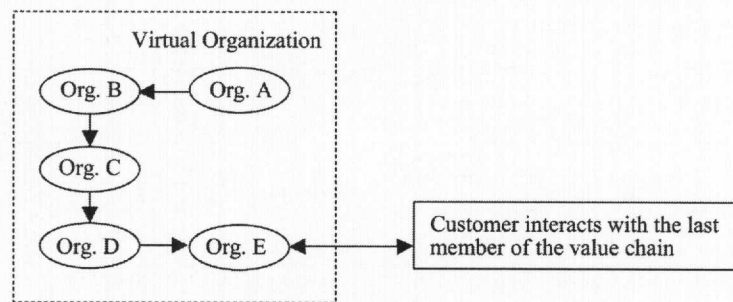 Virtual Organization
Org. B
Org. A
Org. C
Org. D
Org. E
Customer interacts with the last
member of the value chain